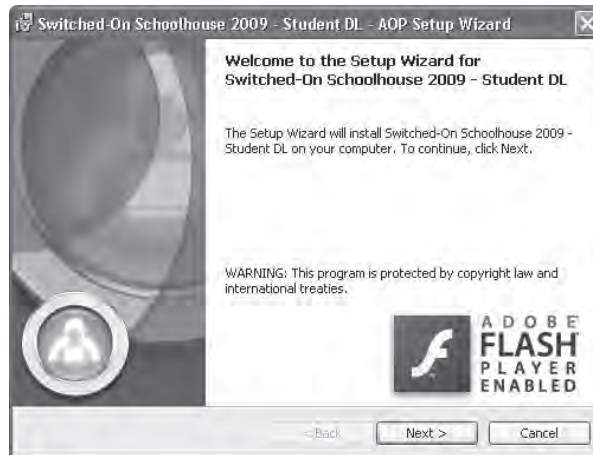 Switched-On Schoolhouse 2009 - Student DL - AOP Setup Wizard
Welcome to the Setup Wizard for
Switched-On Schoolhouse 2009 - Student DL
The Setup Wizard will install Switched-On Schoolhouse 2009 -
Student DL on your computer. To continue, click Next.
WARNING: This program is protected by copyright law and
international treaties.
ADOBE
FLASH
PLAYER
ENABLED
< Back
Next >
Cancel